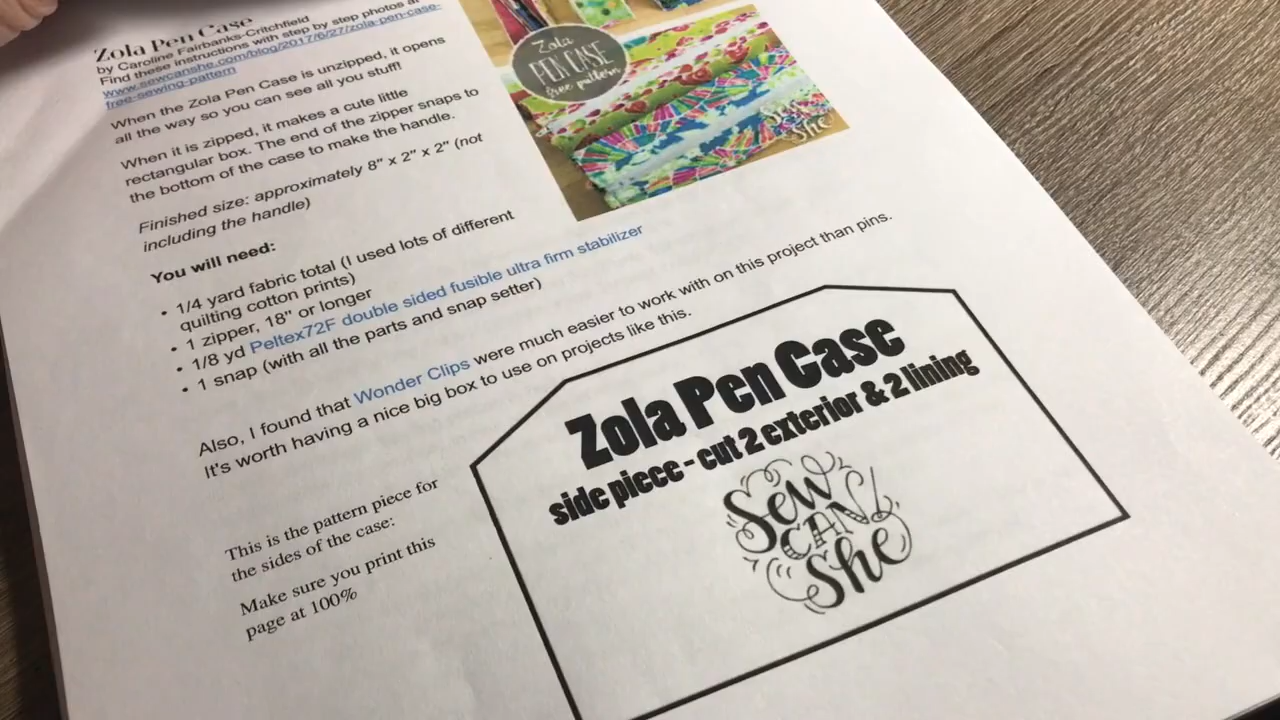 Zola Pen Case
by Caroline Fairbanks-Critchfield
Find these instructions with step by step photos at
www.sewcanshe.com/blog/2017/6/27/zola-pen-case-
free-sewing-pattern
When the Zola Pen Case is unzipped, it opens
all the way so you can see all you stuff!
When it is zipped, it makes a cute little
rectangular box. The end of the zipper snaps to
the bottom of the case to make the handle.
Finished size: approximately 8" x 2" x 2" (not
including the handle)
You will need:
• 1/4 yard fabric total (I used lots of different
quilting cotton prints)
• 1 zipper, 18" or longer
• 1/8 yd Peltex72F double sided fusible ultra firm stabilizer
• 1 snap (with all the parts and snap setter)
Also, I found that Wonder Clips were much easier to work with on this project than pins.
It's worth having a nice big box to use on projects like this.
This is the pattern piece for
the sides of the case:
Make sure you print this
page at 100%
Zola
PEN CASE
free pattern
Sew
She
Zola Pen Case
side piece - cut 2 exterior & 2 lining
Sew
CAN
She